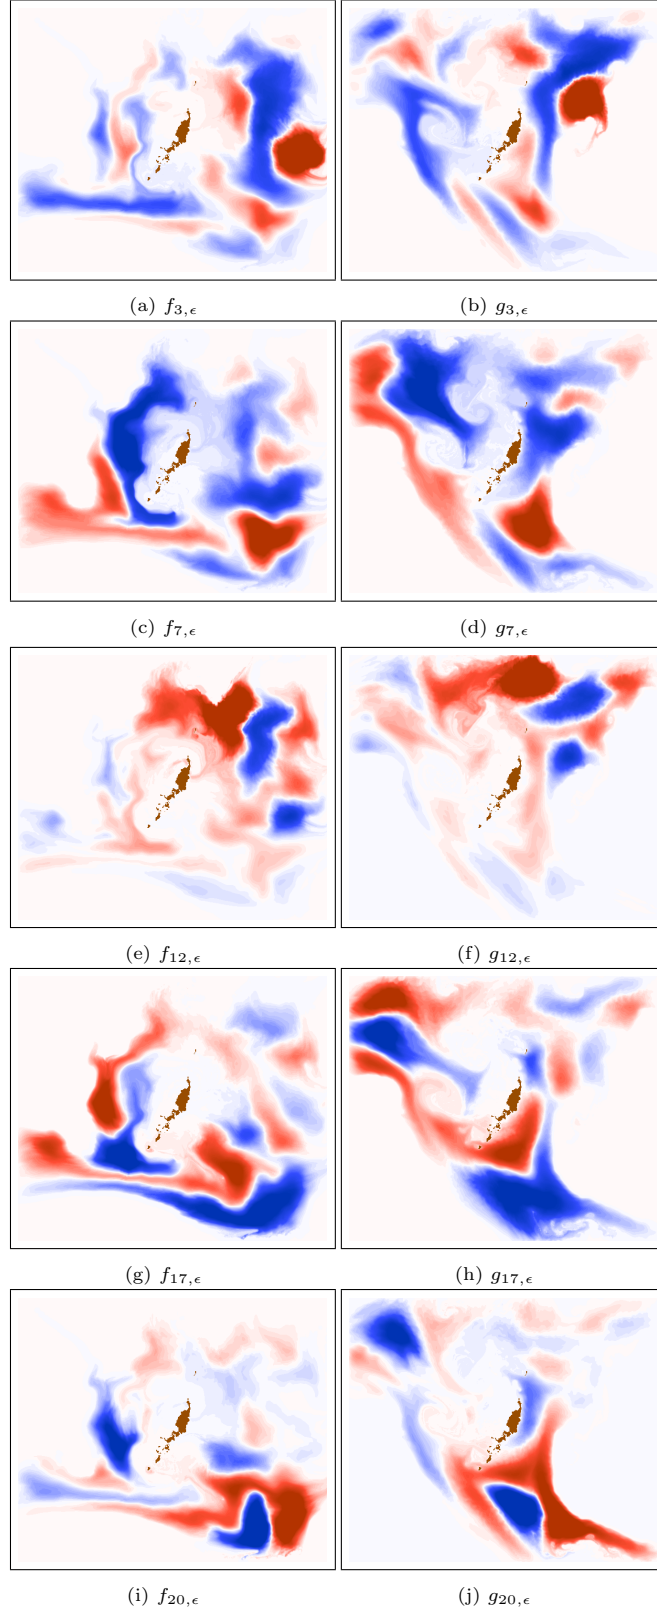 (a) f3,ϵ (b) g3,ϵ
(c) f7,ϵ (d) g7,ϵ
(e) f12,ϵ (f) g12,ϵ
(g) f17,ϵ (h) g17,ϵ
(i) f20,ϵ (j) g20,ϵ